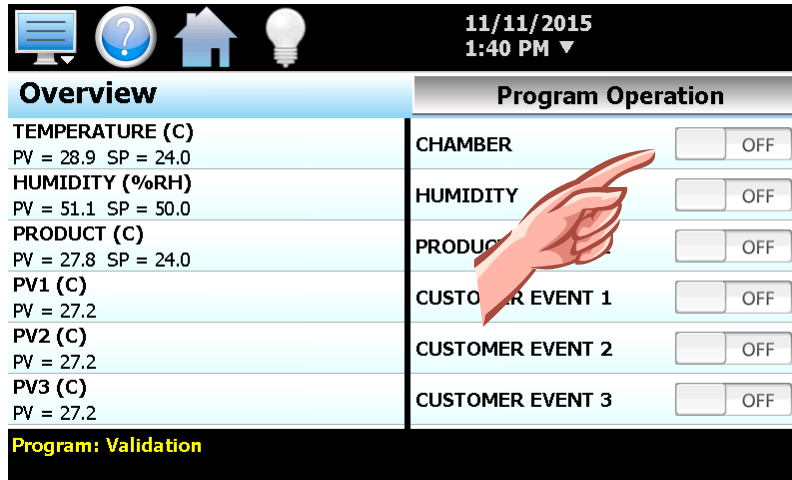 11/11/2015
1:40 PM ▼
Overview
Program Operation
TEMPERATURE (C)
PV = 28.9 SP = 24.0
HUMIDITY (%RH)
PV = 51.1 SP = 50.0
PRODUCT (C)
PV = 27.8 SP = 24.0
PV1 (C)
PV = 27.2
PV2 (C)
PV = 27.2
PV3 (C)
PV = 27.2
CHAMBER OFF
HUMIDITY OFF
OFF
EVENT 1 OFF
CUSTOMER EVENT 2 OFF
CUSTOMER EVENT 3 OFF
Program: Validation